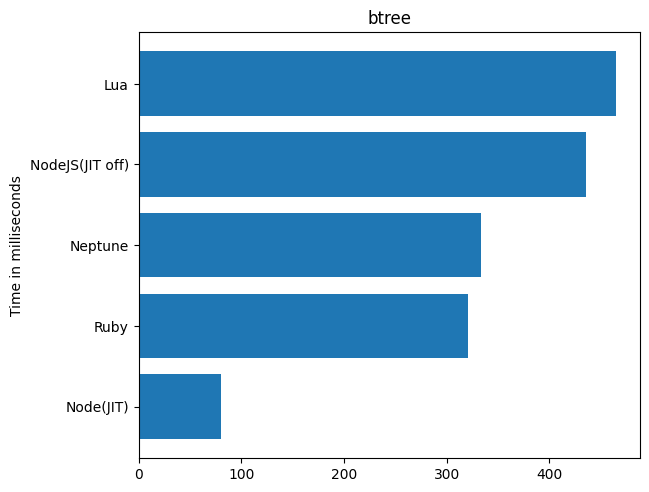 btree
Time in milliseconds
Lua
NodeJS(JIT off)
Neptune
Ruby
Node(JIT)
0 100 200 300 400